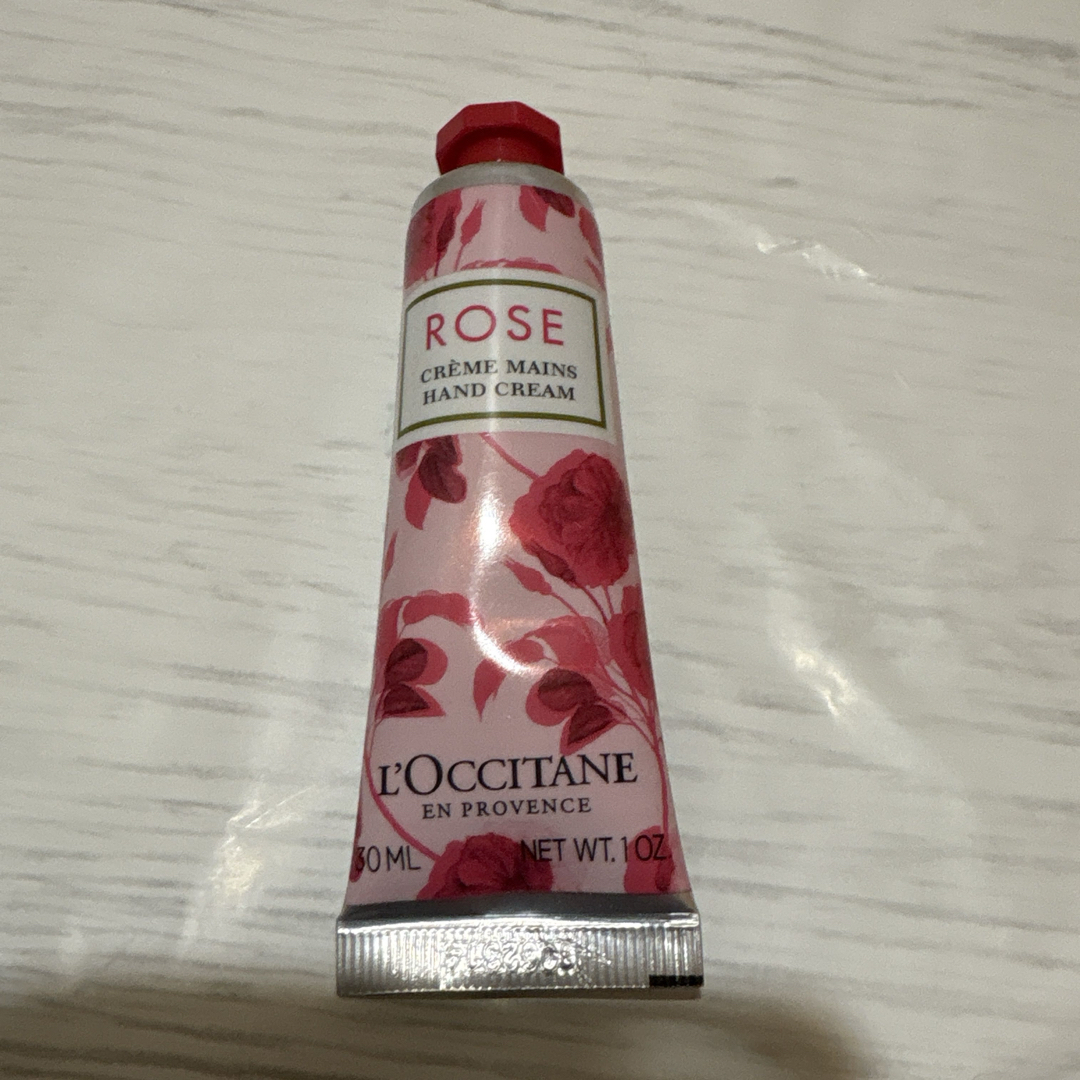 ROSE
CRÈME MAINS
HAND CREAM
L'OCCITANE
EN PROVENCE
30 ML NET WT. 1 OZ.